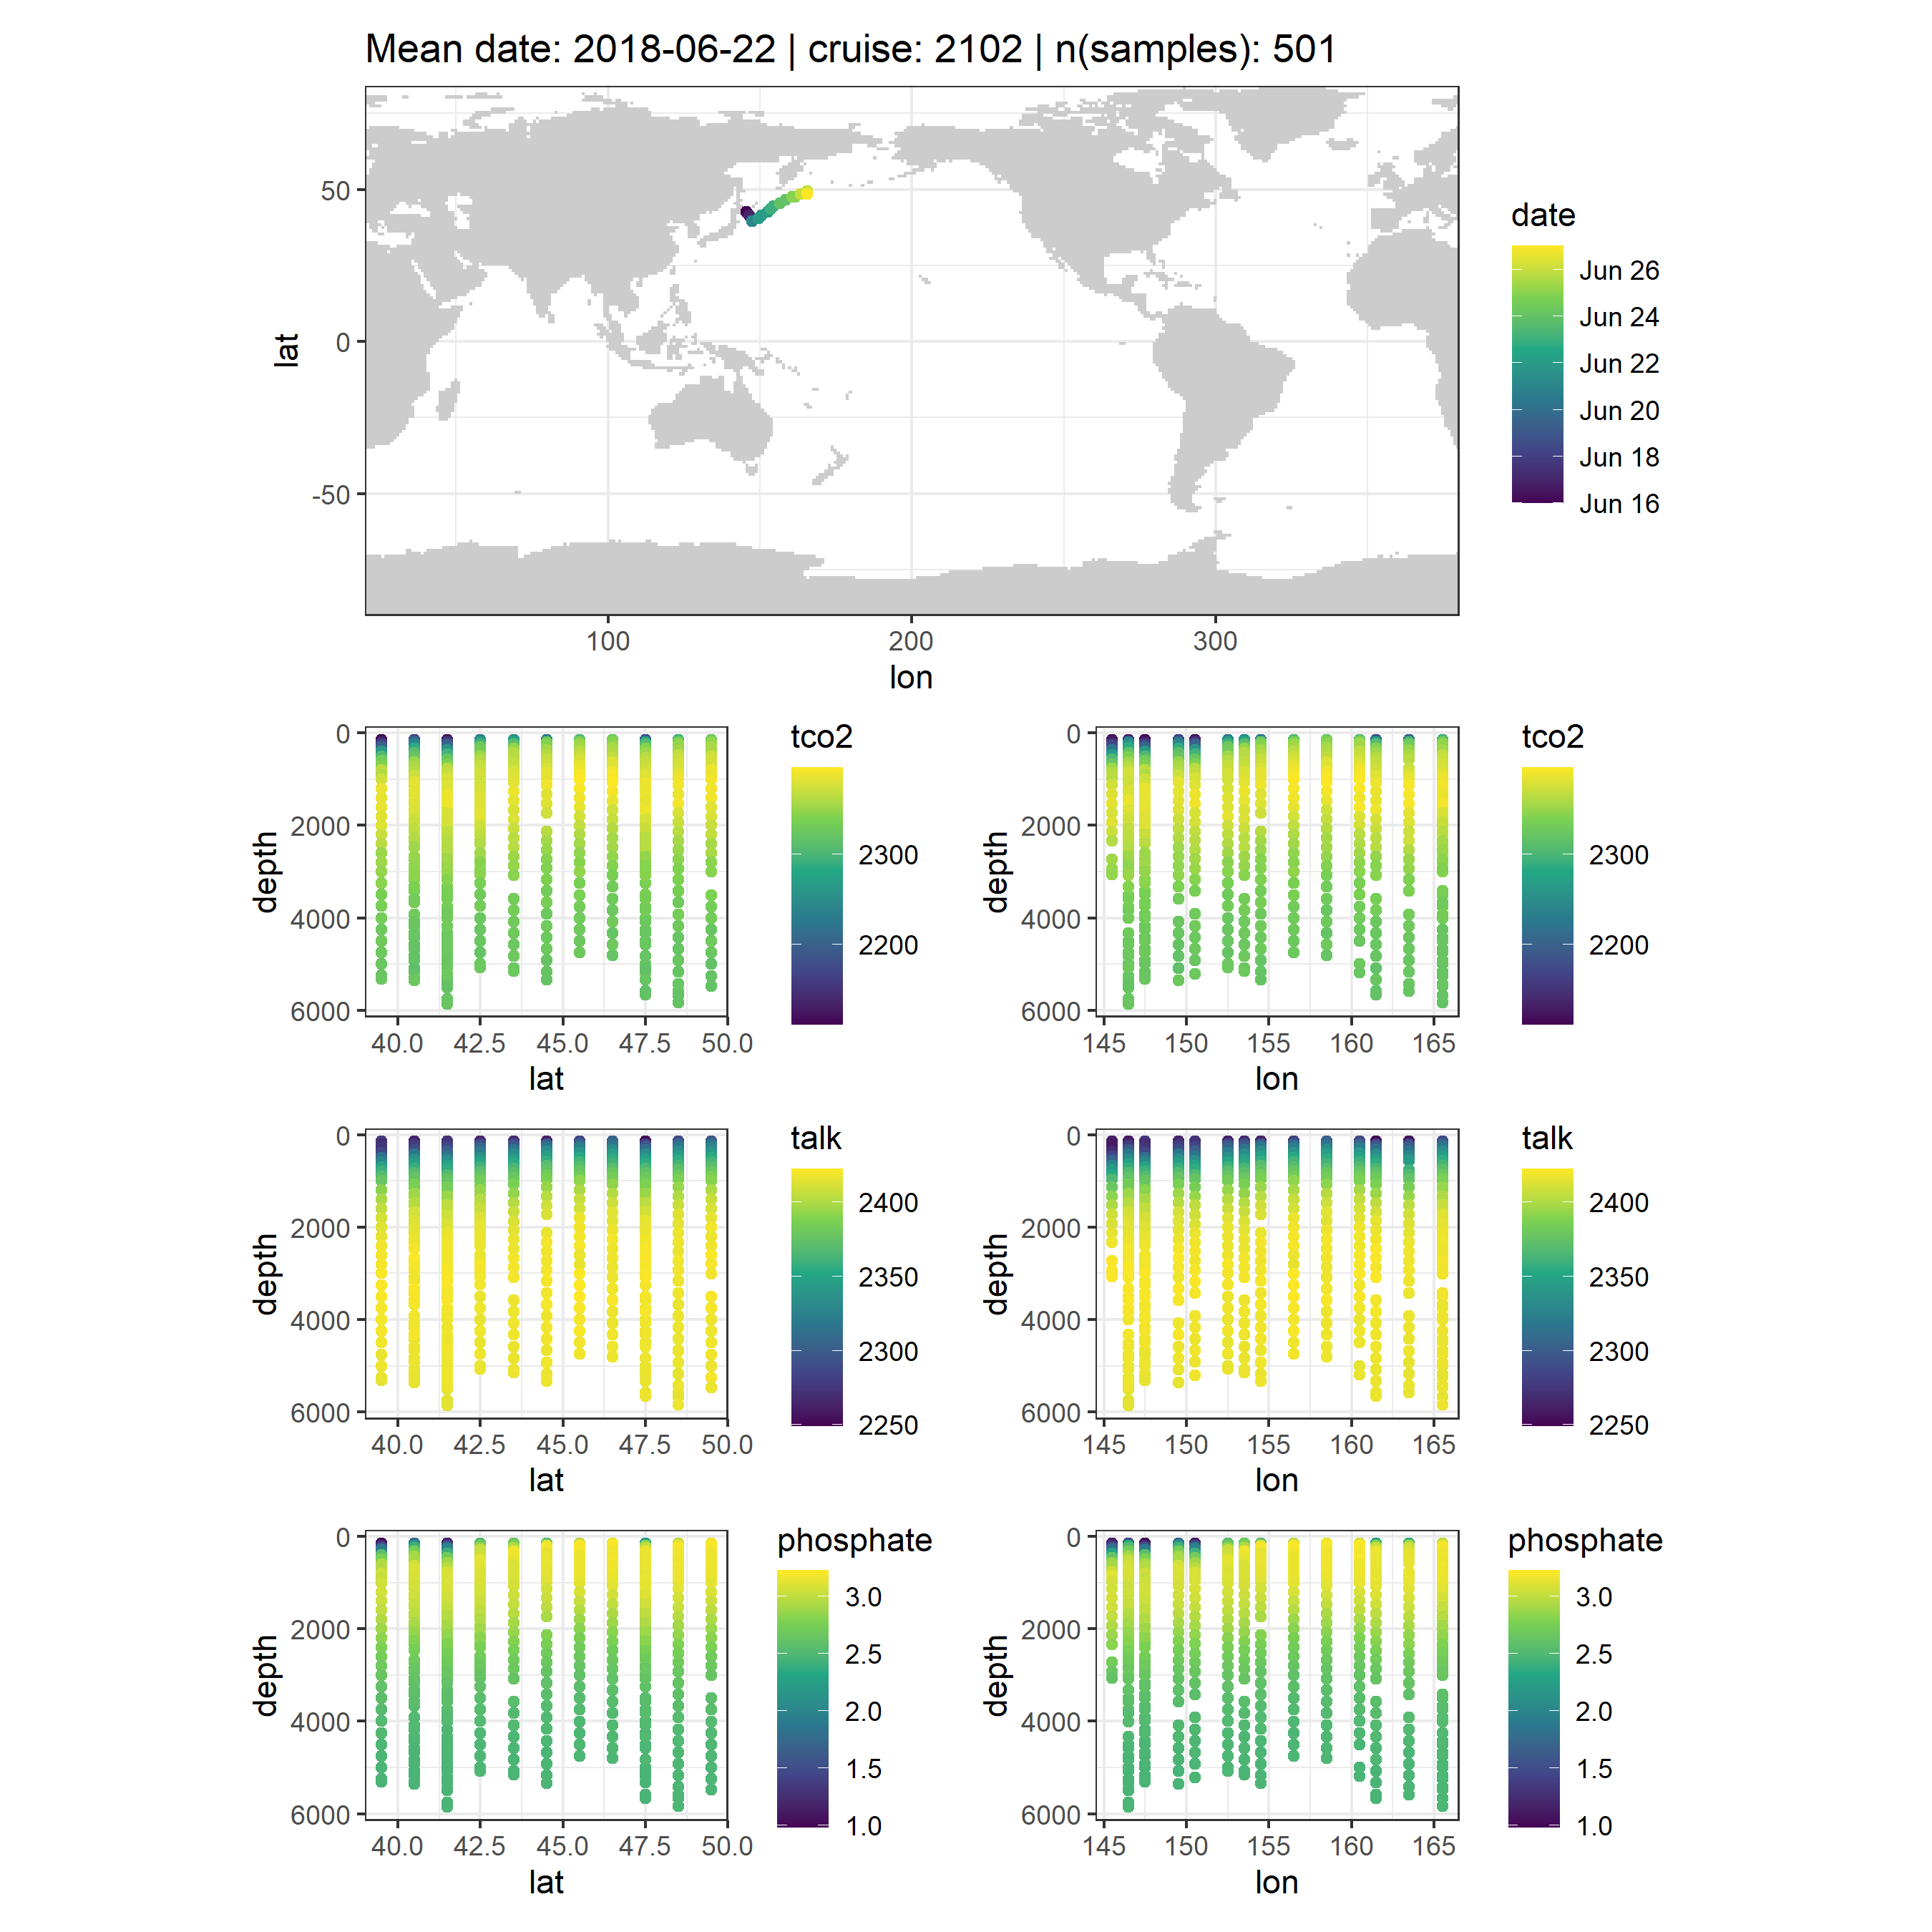 Mean date: 2018-06-22 | cruise: 2102 | n(samples): 501
50
0
-50
lat
100 200 300
lon
date
Jun 26
Jun 24
Jun 22
Jun 20
Jun 18
Jun 16
0
2000
4000
6000
depth
40.0 42.5 45.0 47.5 50.0
lat
tco2
2300
2200
0
2000
4000
6000
depth
145 150 155 160 165
lon
tco2
2300
2200
0
2000
4000
6000
depth
40.0 42.5 45.0 47.5 50.0
lat
talk
2400
2350
2300
2250
0
2000
4000
6000
depth
145 150 155 160 165
lon
talk
2400
2350
2300
2250
0
2000
4000
6000
depth
40.0 42.5 45.0 47.5 50.0
lat
phosphate
3.0
2.5
2.0
1.5
1.0
0
2000
4000
6000
depth
145 150 155 160 165
lon
phosphate
3.0
2.5
2.0
1.5
1.0